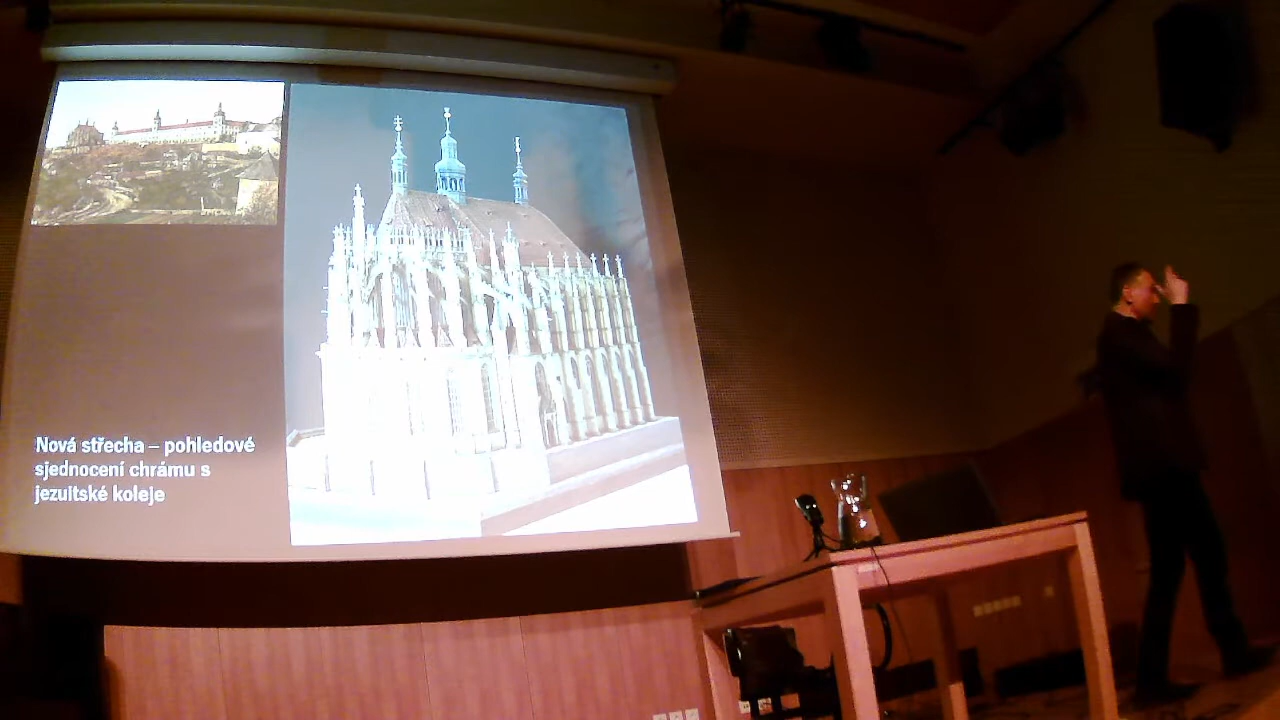 Nová střecha – pohledové
sjednocení chrámu s
jezuitské koleje